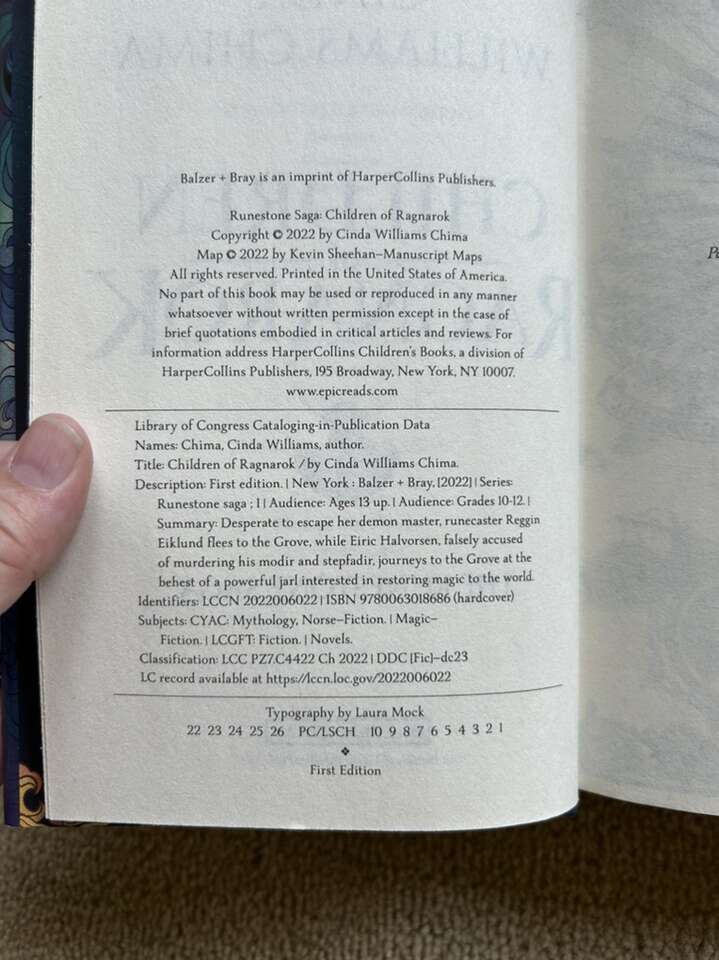 Balzer + Bray is an imprint of HarperCollins Publishers.
Runestone Saga: Children of Ragnarok
Copyright © 2022 by Cinda Williams Chima
Map © 2022 by Kevin Sheehan–Manuscript Maps
All rights reserved. Printed in the United States of America.
No part of this book may be used or reproduced in any manner
whatsoever without written permission except in the case of
brief quotations embodied in critical articles and reviews. For
information address HarperCollins Children's Books, a division of
HarperCollins Publishers, 195 Broadway, New York, NY 10007.
www.epicreads.com
Library of Congress Cataloging-in-Publication Data
Names: Chima, Cinda Williams, author.
Title: Children of Ragnarok / by Cinda Williams Chima.
Description: First edition. | New York : Balzer + Bray, [2022] | Series:
Runestone saga ; 1 | Audience: Ages 13 up. | Audience: Grades 10-12. |
Summary: Desperate to escape her demon master, runecaster Reggin
Eiklund flees to the Grove, while Eiric Halvorsen, falsely accused
of murdering his modir and stepfadir, journeys to the Grove at the
behest of a powerful jarl interested in restoring magic to the world.
Identifiers: LCCN 2022006022 | ISBN 9780063018686 (hardcover)
Subjects: CYAC: Mythology, Norse–Fiction. | Magic–
Fiction. | LCGFT: Fiction. | Novels.
Classification: LCC PZ7.C4422 Ch 2022 | DDC [Fic]–dc23
LC record available at https://lccn.loc.gov/2022006022
Typography by Laura Mock
22 23 24 25 26 PC/LSCH 10 9 8 7 6 5 4 3 2 1
❖
First Edition